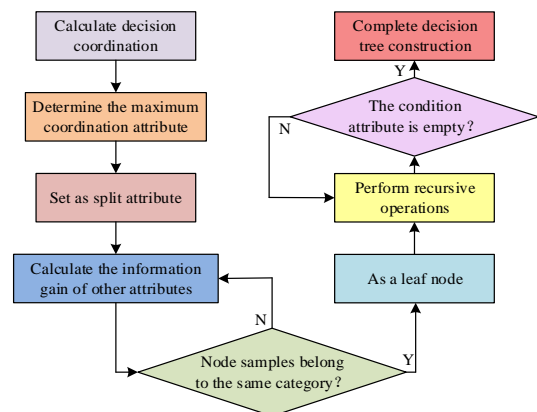 Calculate decision
coordination
Determine the maximum
coordination attribute
Set as split attribute
Calculate the information
gain of other attributes
N
Node samples belong
to the same category?
Y
As a leaf node
Perform recursive
operations
N
The condition
attribute is empty?
Y
Complete decision
tree construction